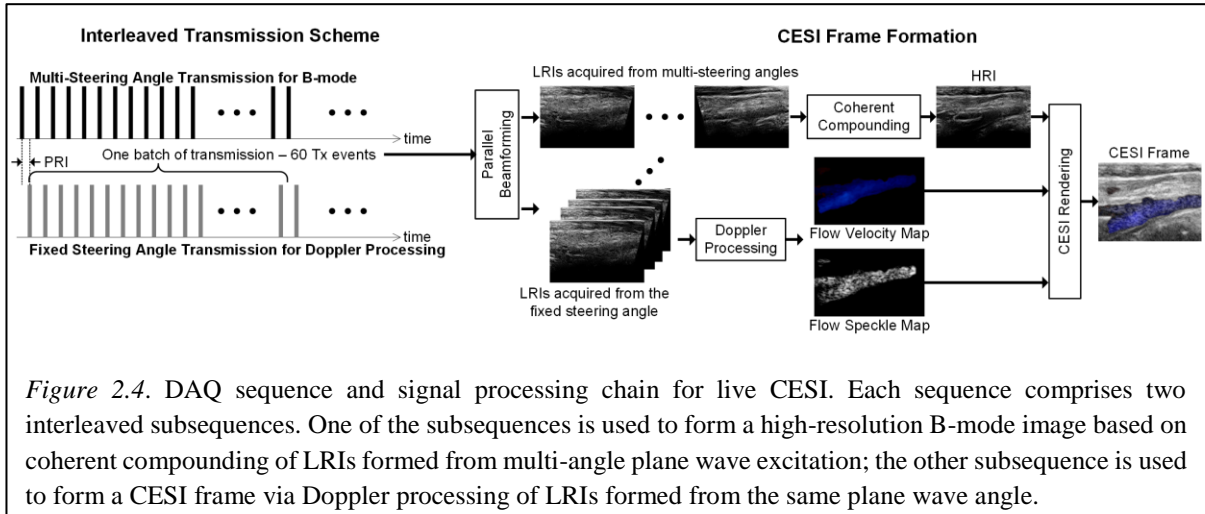 Interleaved Transmission Scheme
CESI Frame Formation
Multi-Steering Angle Transmission for B-mode
time
PRI
One batch of transmission – 60 Tx events
time
Fixed Steering Angle Transmission for Doppler Processing
Parallel
Beamforming
LRIs acquired from multi-steering angles
Coherent
Compounding
HRI
LRIs acquired from the
fixed steering angle
Doppler
Processing
Flow Velocity Map
Flow Speckle Map
CESI Rendering
CESI Frame
Figure 2.4. DAQ sequence and signal processing chain for live CESI. Each sequence comprises two
interleaved subsequences. One of the subsequences is used to form a high-resolution B-mode image based on
coherent compounding of LRIs formed from multi-angle plane wave excitation; the other subsequence is used
to form a CESI frame via Doppler processing of LRIs formed from the same plane wave angle.